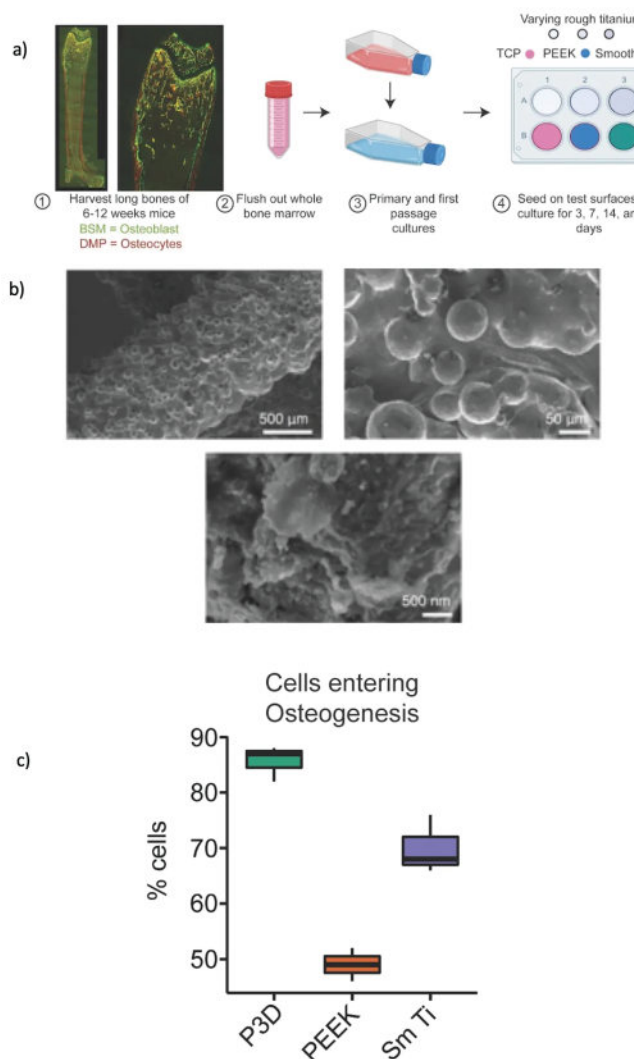 a)
Varying rough titanium
TCP PEEK Smooth
1 2 3
A
B
1 Harvest long bones of
6-12 weeks mice
BSM = Osteoblast
DMP = Osteocytes
2 Flush out whole
bone marrow
3 Primary and first
passage
cultures
4 Seed on test surfaces
culture for 3, 7, 14, an
days
b)
500 µm
50 µm
500 nm
c)
Cells entering
Osteogenesis
% cells
90
80
70
60
50
P3D
PEEK
Sm Ti